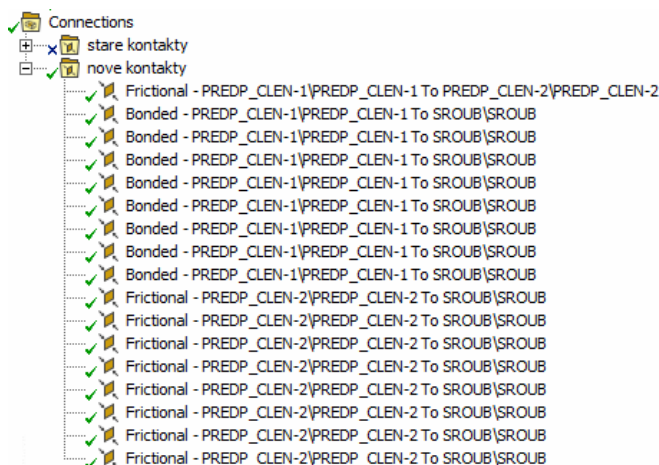 Connections
stare kontakty
nove kontakty
Frictional - PREDP_CLEN-1\PREDP_CLEN-1 To PREDP_CLEN-2\PREDP_CLEN-2
Bonded - PREDP_CLEN-1\PREDP_CLEN-1 To SROUB\SROUB
Bonded - PREDP_CLEN-1\PREDP_CLEN-1 To SROUB\SROUB
Bonded - PREDP_CLEN-1\PREDP_CLEN-1 To SROUB\SROUB
Bonded - PREDP_CLEN-1\PREDP_CLEN-1 To SROUB\SROUB
Bonded - PREDP_CLEN-1\PREDP_CLEN-1 To SROUB\SROUB
Bonded - PREDP_CLEN-1\PREDP_CLEN-1 To SROUB\SROUB
Bonded - PREDP_CLEN-1\PREDP_CLEN-1 To SROUB\SROUB
Bonded - PREDP_CLEN-1\PREDP_CLEN-1 To SROUB\SROUB
Frictional - PREDP_CLEN-2\PREDP_CLEN-2 To SROUB\SROUB
Frictional - PREDP_CLEN-2\PREDP_CLEN-2 To SROUB\SROUB
Frictional - PREDP_CLEN-2\PREDP_CLEN-2 To SROUB\SROUB
Frictional - PREDP_CLEN-2\PREDP_CLEN-2 To SROUB\SROUB
Frictional - PREDP_CLEN-2\PREDP_CLEN-2 To SROUB\SROUB
Frictional - PREDP_CLEN-2\PREDP_CLEN-2 To SROUB\SROUB
Frictional - PREDP_CLEN-2\PREDP_CLEN-2 To SROUB\SROUB
Frictional - PREDP_CLEN-2\PREDP_CLEN-2 To SROUB\SROUB